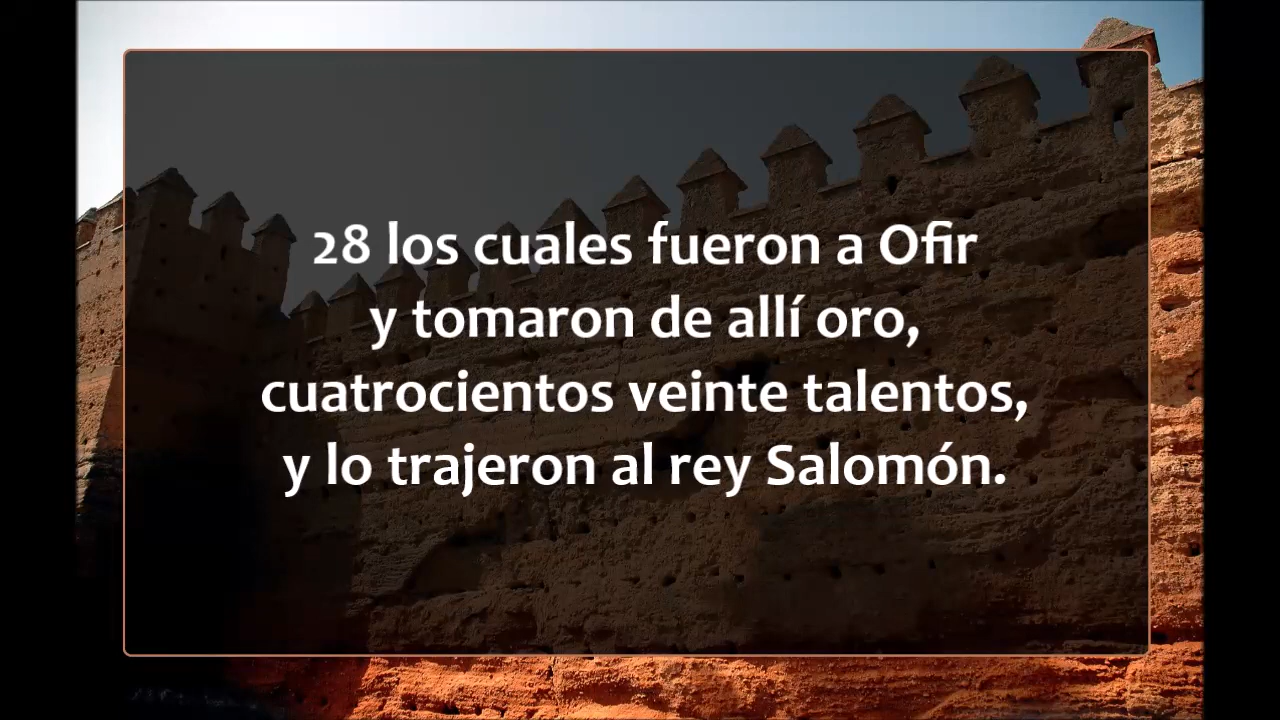 28 los cuales fueron a Ofir
y tomaron de allí oro,
cuatrocientos veinte talentos,
y lo trajeron al rey Salomón.